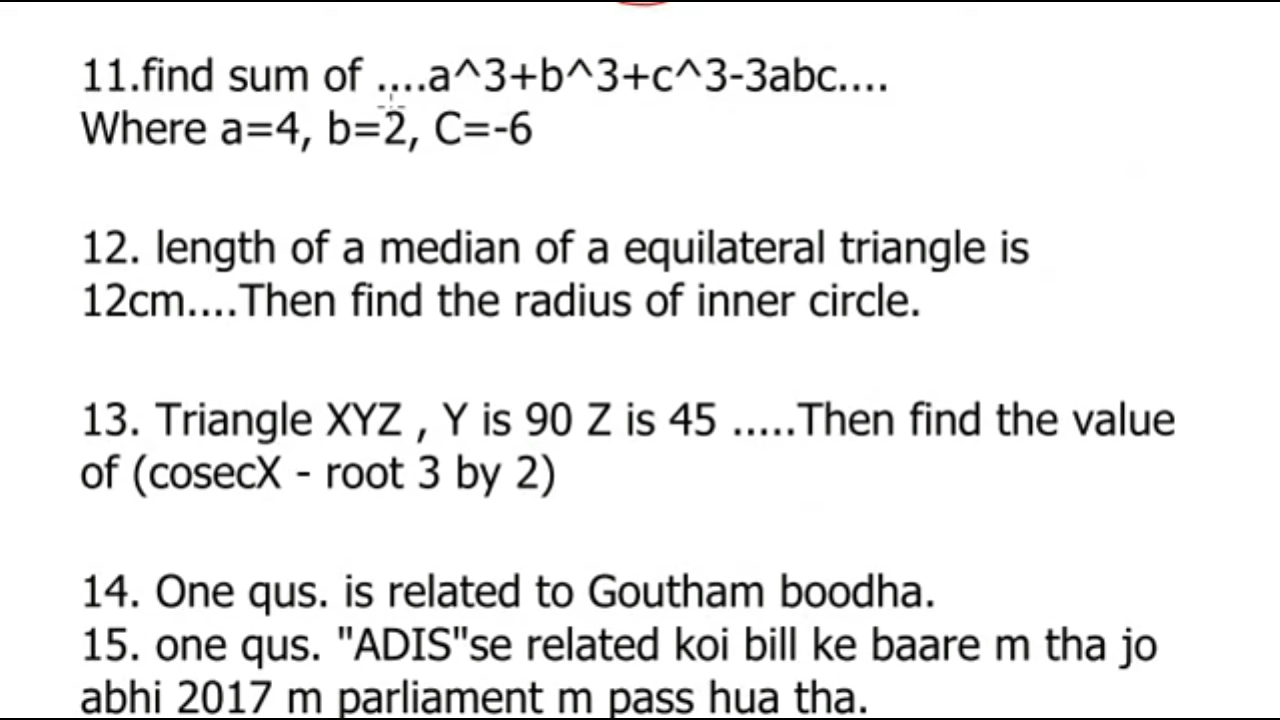 11.find sum of ....a^3+b^3+c^3-3abc....
Where a=4, b=2, C=-6
12. length of a median of a equilateral triangle is
12cm....Then find the radius of inner circle.
13. Triangle XYZ , Y is 90 Z is 45 .....Then find the value
of (cosecX - root 3 by 2)
14. One qus. is related to Goutham boodha.
15. one qus. "ADIS"se related koi bill ke baare m tha jo
abhi 2017 m parliament m pass hua tha.